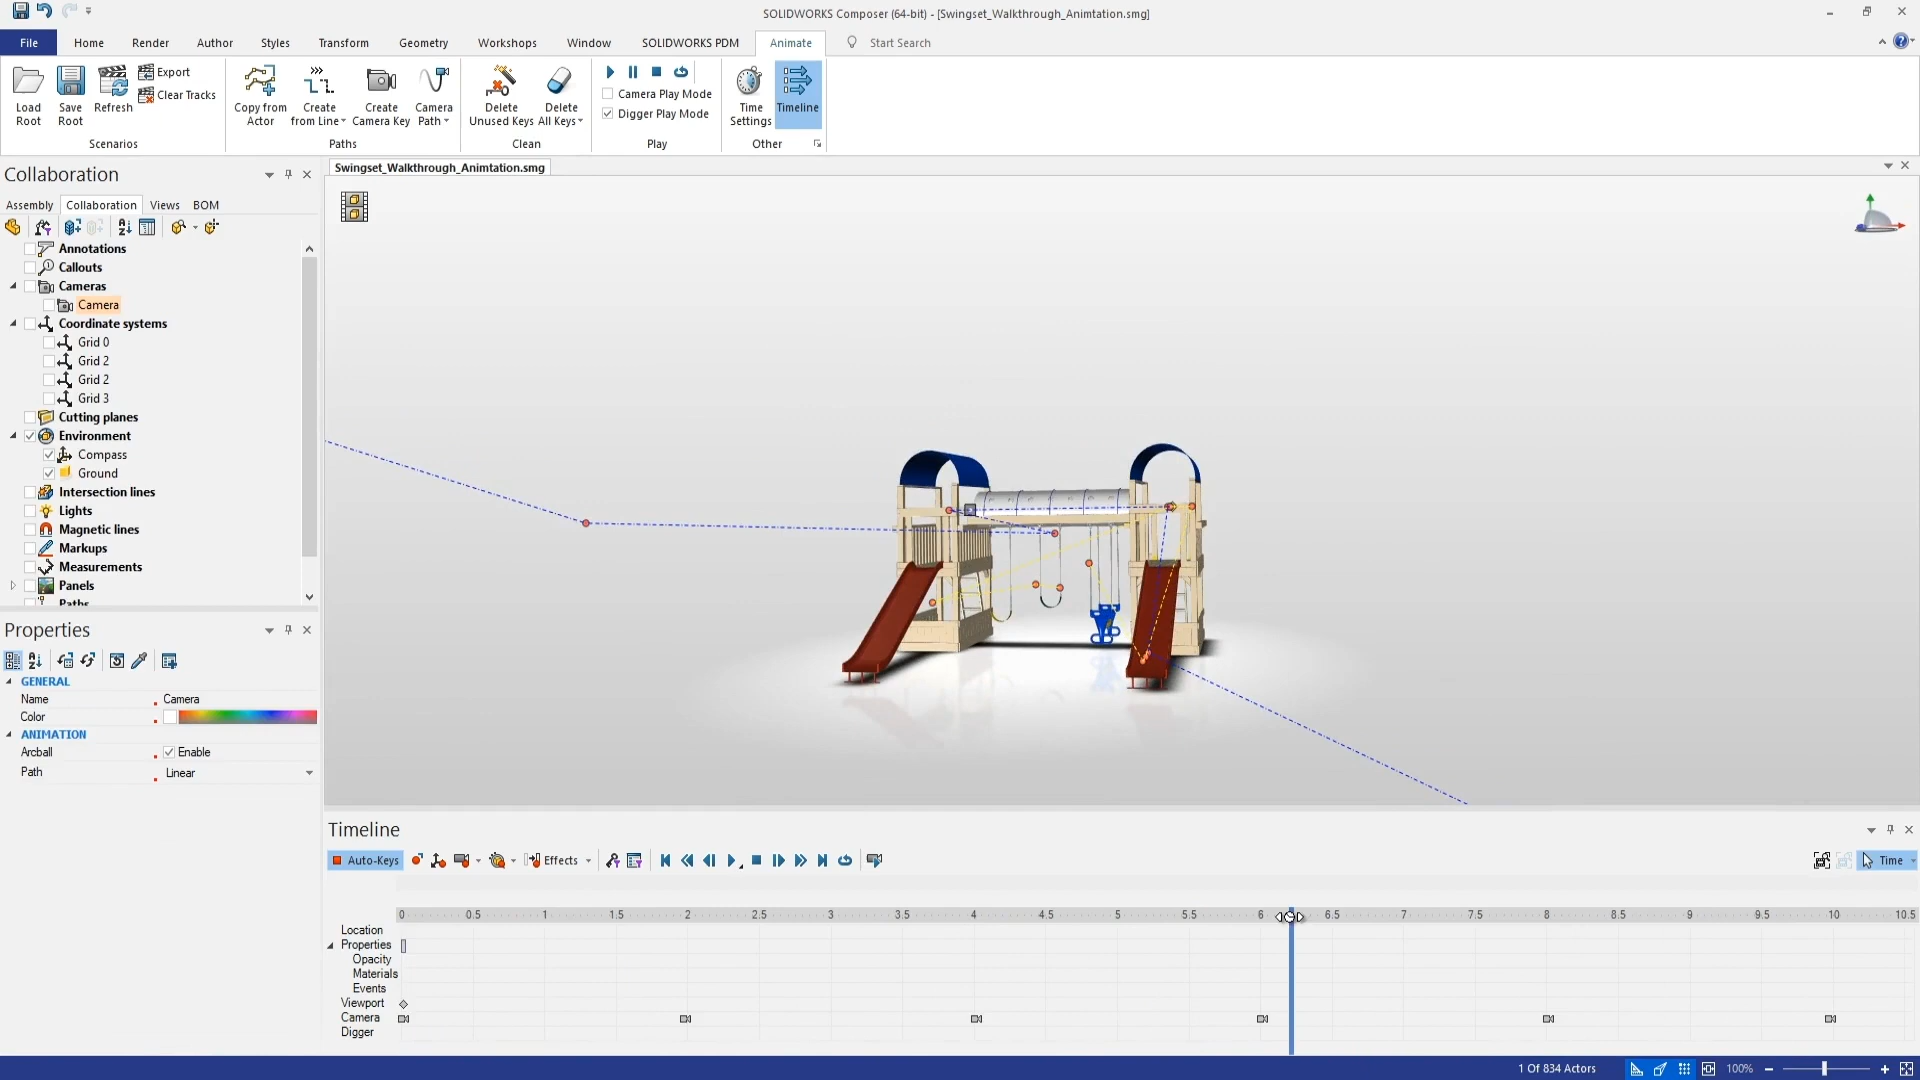 SOLIDWORKS Composer (64-bit) - [Swingset_Walkthrough_Animtation.smg]
File Home Render Author Styles Transform Geometry Workshops Window SOLIDWORKS PDM Animate Start Search
Load Root
Save Root
Refresh
Export
Clear Tracks
Scenarios
Copy from Actor
Create from Line
Create Camera Key
Camera Path
Paths
Delete Unused Keys
Delete All Keys
Clean
Camera Play Mode
Digger Play Mode
Play
Time Settings
Timeline
Other
Collaboration
Swingset_Walkthrough_Animtation.smg
Assembly Collaboration Views BOM
Annotations
Callouts
Cameras
Camera
Coordinate systems
Grid 0
Grid 2
Grid 2
Grid 3
Cutting planes
Environment
Compass
Ground
Intersection lines
Lights
Magnetic lines
Markups
Measurements
Panels
Paths
Properties
GENERAL
Name Camera
Color
ANIMATION
Arcball Enable
Path Linear
Timeline
Auto-Keys Effects Time
0 0.5 1 1.5 2 2.5 3 3.5 4 4.5 5 5.5 6 6.5 7 7.5 8 8.5 9 9.5 10 10.5
Location
Properties
Opacity
Materials
Events
Viewport
Camera
Digger
1 Of 834 Actors 100%